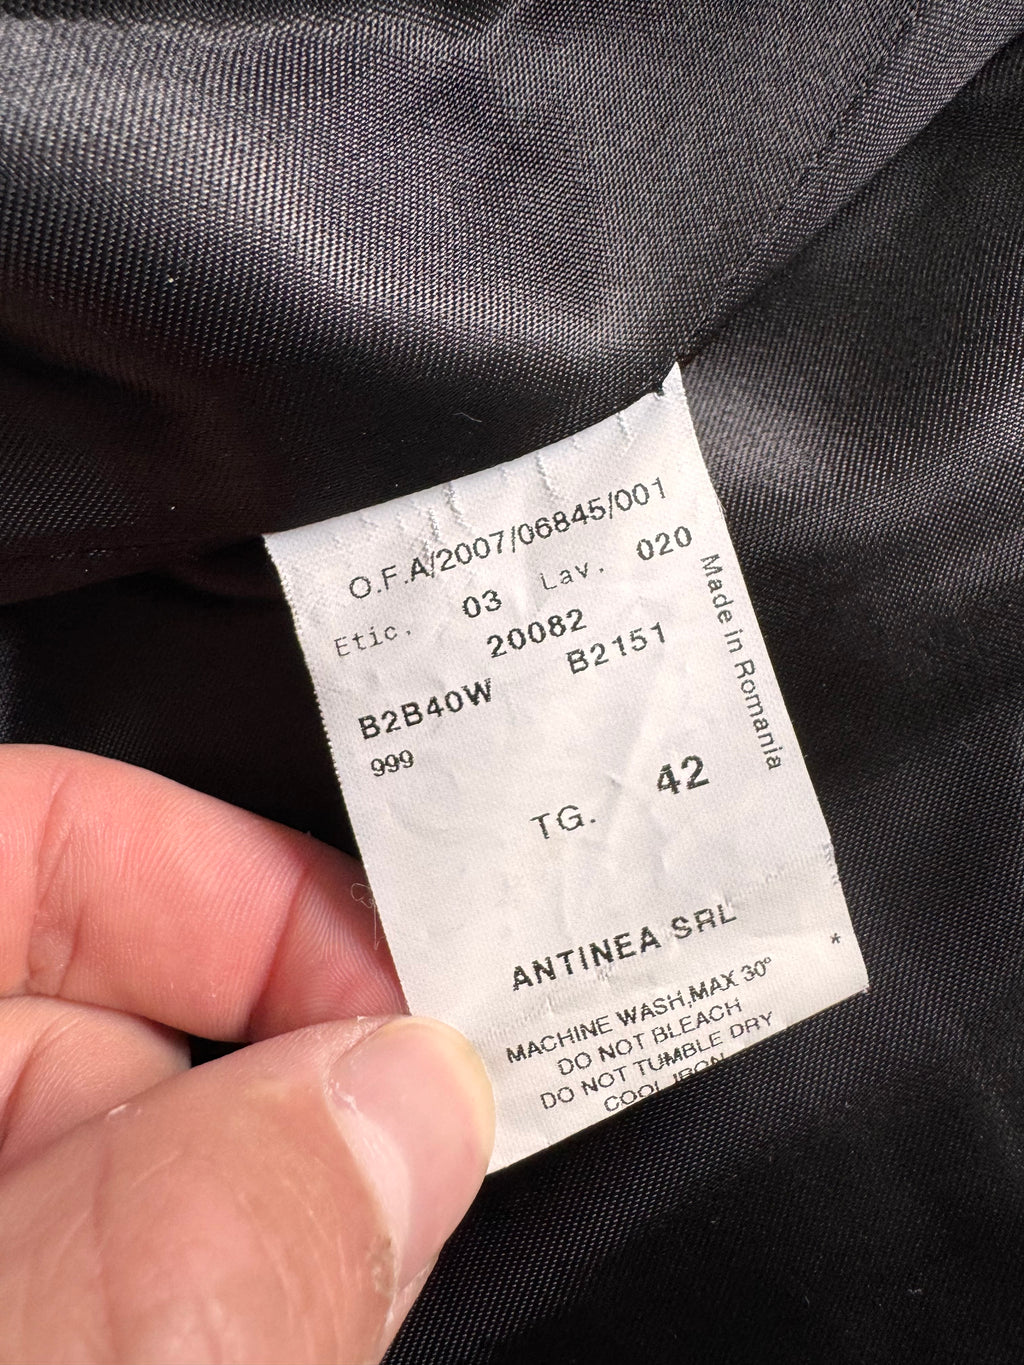 O.F.A/2007/06845/001
Etic. 03 Lav. 020
20082
B2B40W B2151
999
TG. 42
Made in Romania
ANTINEA SRL
*
MACHINE WASH,MAX 30°
DO NOT BLEACH
DO NOT TUMBLE DRY
COOL IRON